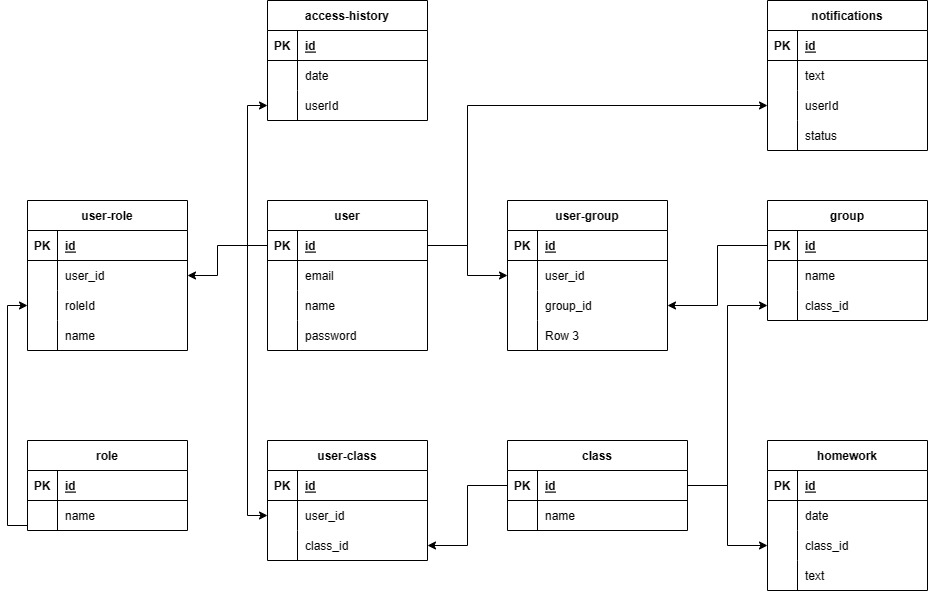 access-history
PK id
date
userId
notifications
PK id
text
userId
status
user-role
PK id
user_id
roleId
name
user
PK id
email
name
password
user-group
PK id
user_id
group_id
Row 3
group
PK id
name
class_id
role
PK id
name
user-class
PK id
user_id
class_id
class
PK id
name
homework
PK id
date
class_id
text